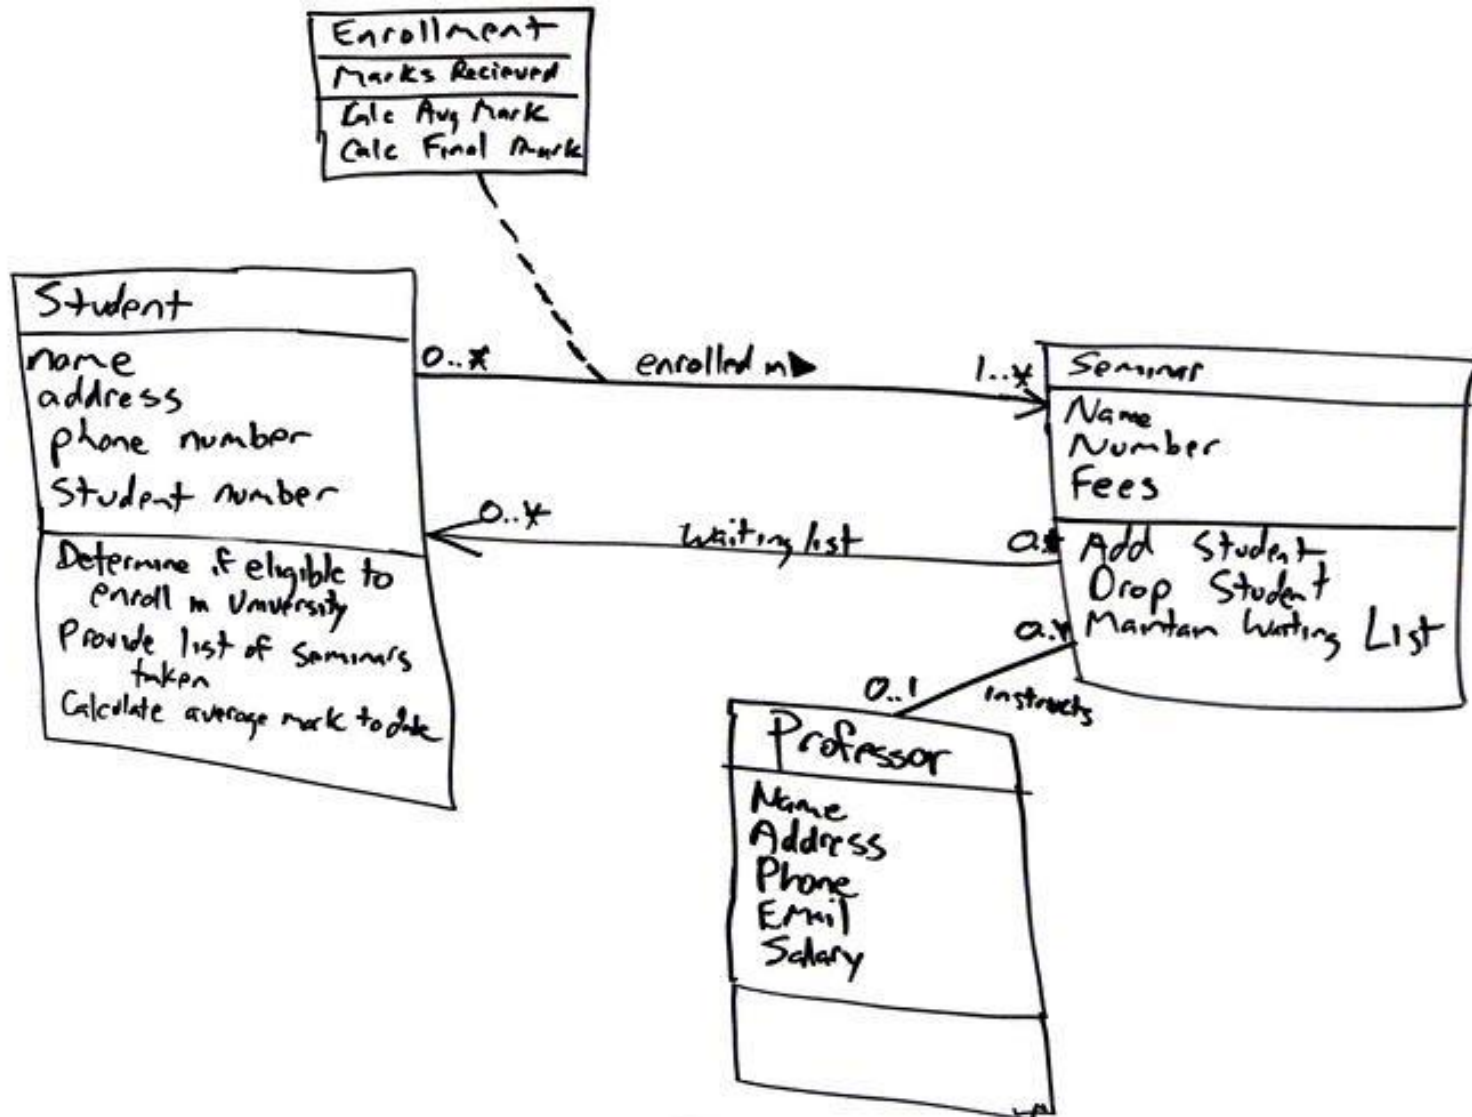 Enrollment
Marks Recieved
Calc Avg Mark
Calc Final Mark
Student
name
address
phone number
Student number
Determine if eligible to
enroll in University
Provide list of seminars
taken
Calculate average mark to date
0..*
enrolled in
1..*
0..*
Waiting list
0..*
Seminar
Name
Number
Fees
Add Student
Drop Student
Maintain Waiting List
0..*
instructs
0..1
Professor
Name
Address
Phone
EMail
Salary